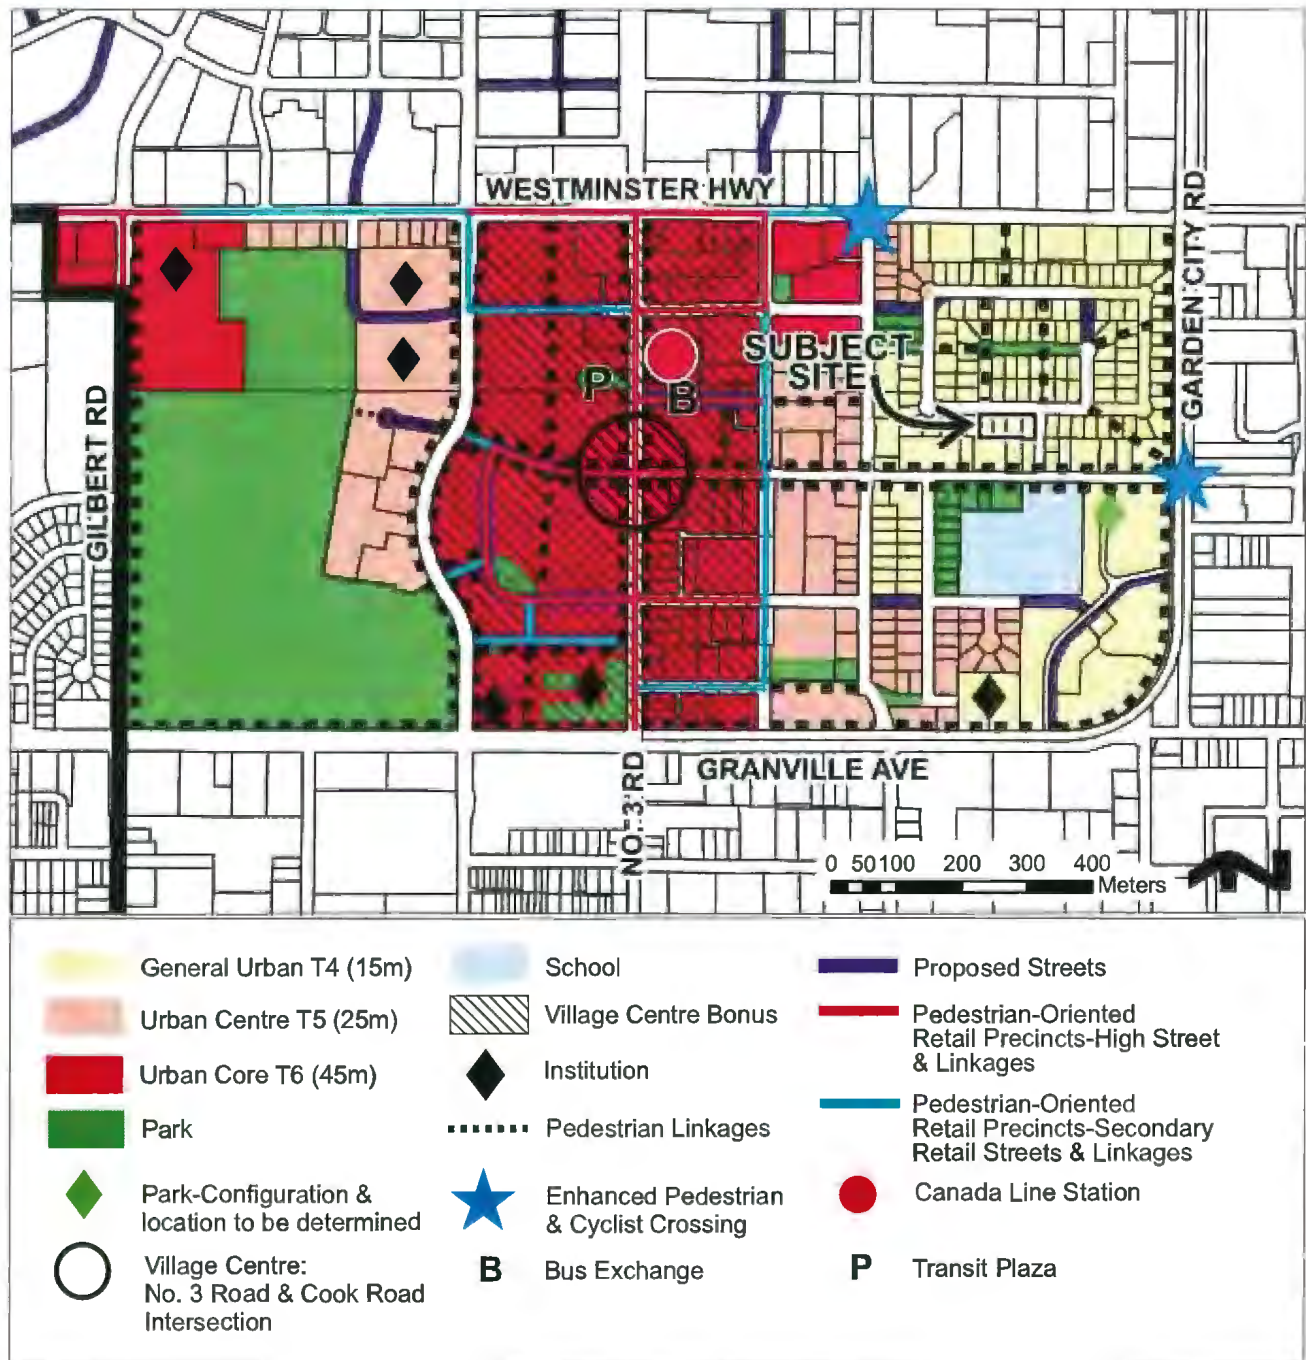 WESTMINSTER HWY
GARDEN CITY RD
SUBJECT
SITE
P
B
GILBERT RD
NO. 3 RD
GRANVILLE AVE
0 50 100 200 300 400
Meters
General Urban T4 (15m)
Urban Centre T5 (25m)
Urban Core T6 (45m)
Park
Park-Configuration &
location to be determined
Village Centre:
No. 3 Road & Cook Road
Intersection
School
Village Centre Bonus
Institution
Pedestrian Linkages
Enhanced Pedestrian
& Cyclist Crossing
B
Bus Exchange
Proposed Streets
Pedestrian-Oriented
Retail Precincts-High Street
& Linkages
Pedestrian-Oriented
Retail Precincts-Secondary
Retail Streets & Linkages
Canada Line Station
P
Transit Plaza